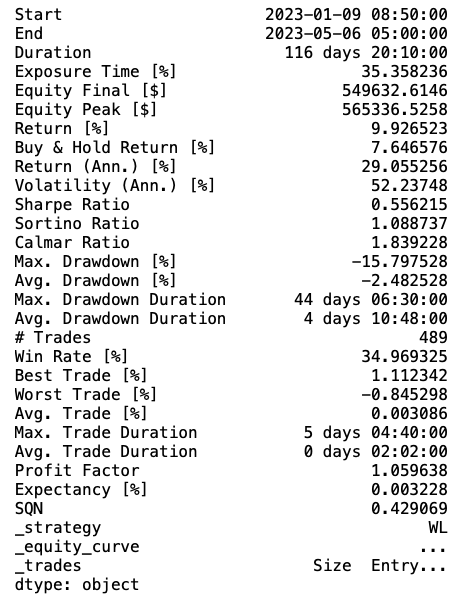 Start 2023-01-09 08:50:00
End 2023-05-06 05:00:00
Duration 116 days 20:10:00
Exposure Time [%] 35.358236
Equity Final [$] 549632.6146
Equity Peak [$] 565336.5258
Return [%] 9.926523
Buy & Hold Return [%] 7.646576
Return (Ann.) [%] 29.055256
Volatility (Ann.) [%] 52.23748
Sharpe Ratio 0.556215
Sortino Ratio 1.088737
Calmar Ratio 1.839228
Max. Drawdown [%] -15.797528
Avg. Drawdown [%] -2.482528
Max. Drawdown Duration 44 days 06:30:00
Avg. Drawdown Duration 4 days 10:48:00
# Trades 489
Win Rate [%] 34.969325
Best Trade [%] 1.112342
Worst Trade [%] -0.845298
Avg. Trade [%] 0.003086
Max. Trade Duration 5 days 04:40:00
Avg. Trade Duration 0 days 02:02:00
Profit Factor 1.059638
Expectancy [%] 0.003228
SQN 0.429069
_strategy WL
_equity_curve ...
_trades Size Entry...
dtype: object